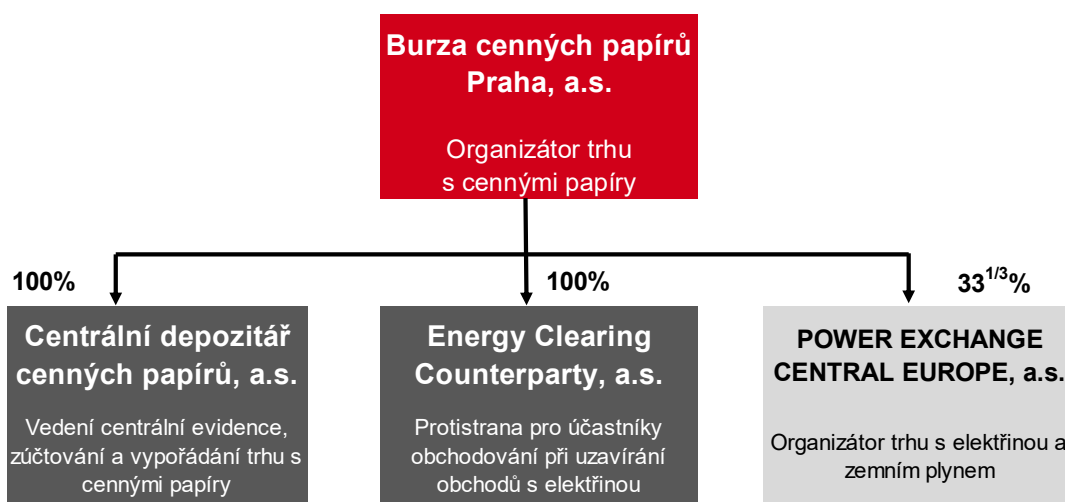 Burza cenných papírů
Praha, a.s.
Organizátor trhu
s cennými papíry
100%
100%
33^1/3%
Centrální depozitář
cenných papírů, a.s.
Vedení centrální evidence,
zúčtování a vypořádání trhu s
cennými papíry
Energy Clearing
Counterparty, a.s.
Protistrana pro účastníky
obchodování při uzavírání
obchodů s elektřinou
POWER EXCHANGE
CENTRAL EUROPE, a.s.
Organizátor trhu s elektřinou a
zemním plynem